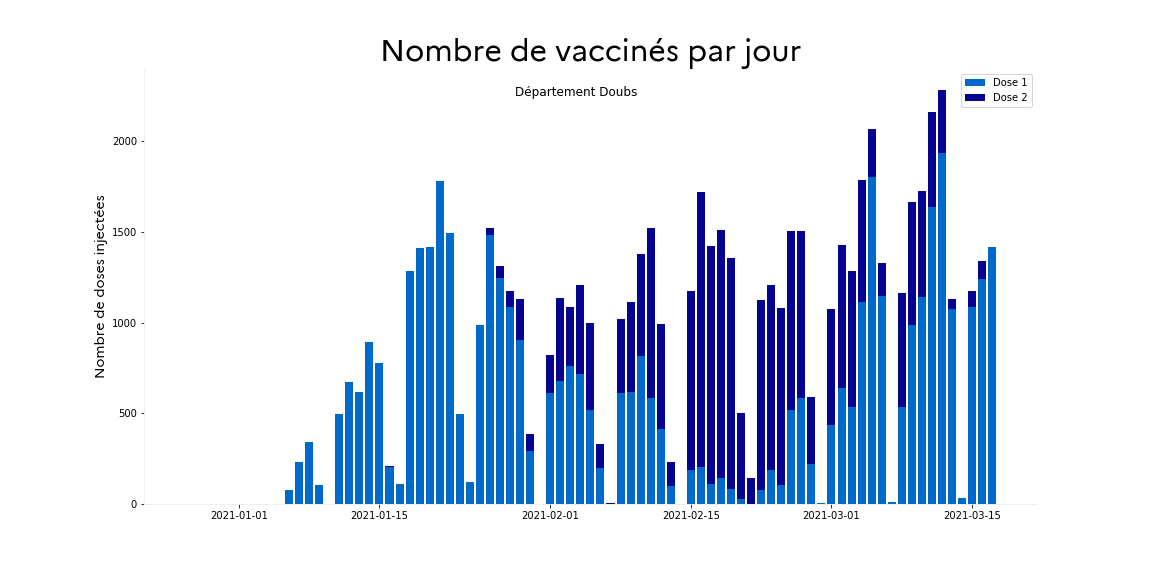 Nombre de vaccinés par jour
Département Doubs
Dose 1
Dose 2
Nombre de doses injectées
2000
1500
1000
500
0
2021-01-01
2021-01-15
2021-02-01
2021-02-15
2021-03-01
2021-03-15